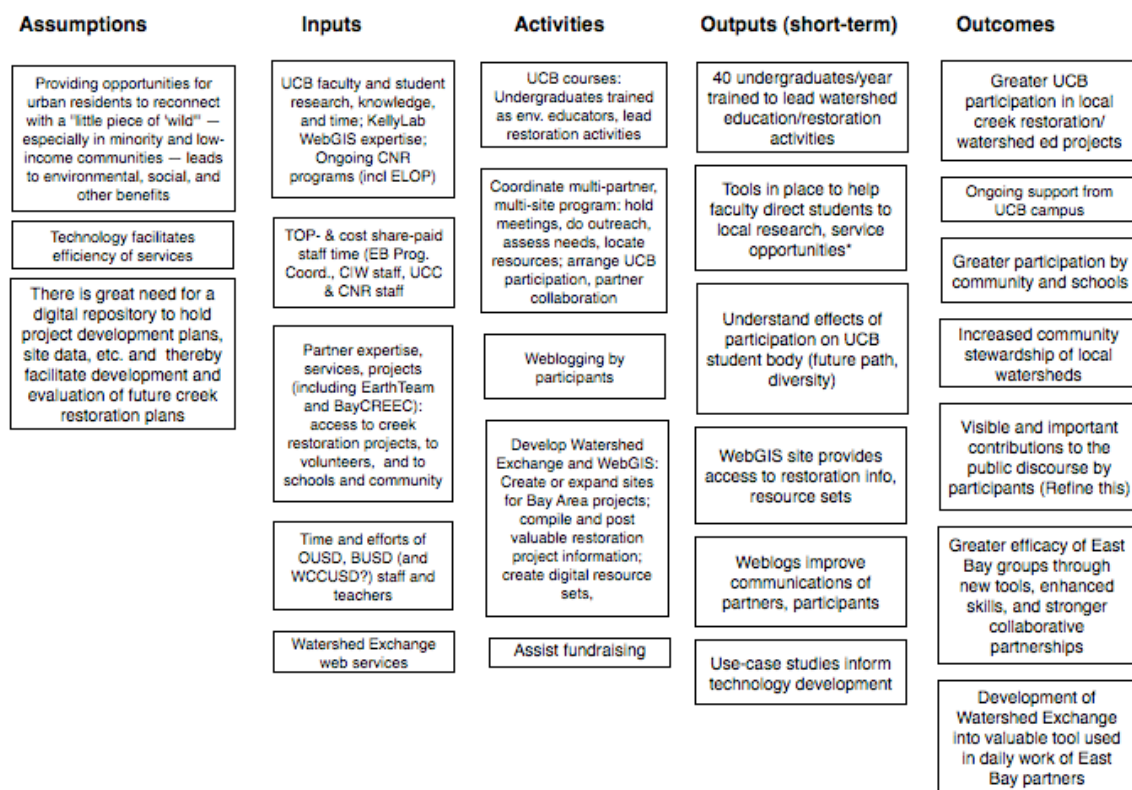 Assumptions
Providing opportunities for
urban residents to reconnect
with a "little piece of 'wild'" —
especially in minority and low-
income communities — leads
to environmental, social, and
other benefits
Technology facilitates
efficiency of services
There is great need for a
digital repository to hold
project development plans,
site data, etc. and thereby
facilitate development and
evaluation of future creek
restoration plans
Inputs
UCB faculty and student
research, knowledge,
and time; KellyLab
WebGIS expertise;
Ongoing CNR
programs (incl ELOP)
TOP- & cost share-paid
staff time (EB Prog.
Coord., CIW staff, UCC
& CNR staff
Partner expertise,
services, projects
(including EarthTeam
and BayCREEC):
access to creek
restoration projects, to
volunteers, and to
schools and community
Time and efforts of
OUSD, BUSD (and
WCCUSD?) staff and
teachers
Watershed Exchange
web services
Activities
UCB courses:
Undergraduates trained
as env. educators, lead
restoration activities
Coordinate multi-partner,
multi-site program: hold
meetings, do outreach,
assess needs, locate
resources; arrange UCB
participation, partner
collaboration
Weblogging by
participants
Develop Watershed
Exchange and WebGIS:
Create or expand sites
for Bay Area projects;
compile and post
valuable restoration
project information;
create digital resource
sets,
Assist fundraising
Outputs (short-term)
40 undergraduates/year
trained to lead watershed
education/restoration
activities
Tools in place to help
faculty direct students to
local research, service
opportunities*
Understand effects of
participation on UCB
student body (future path,
diversity)
WebGIS site provides
access to restoration info,
resource sets
Weblogs improve
communications of
partners, participants
Use-case studies inform
technology development
Outcomes
Greater UCB
participation in local
creek restoration/
watershed ed projects
Ongoing support from
UCB campus
Greater participation by
community and schools
Increased community
stewardship of local
watersheds
Visible and important
contributions to the
public discourse by
participants (Refine this)
Greater efficacy of East
Bay groups through
new tools, enhanced
skills, and stronger
collaborative
partnerships
Development of
Watershed Exchange
into valuable tool used
in daily work of East
Bay partners